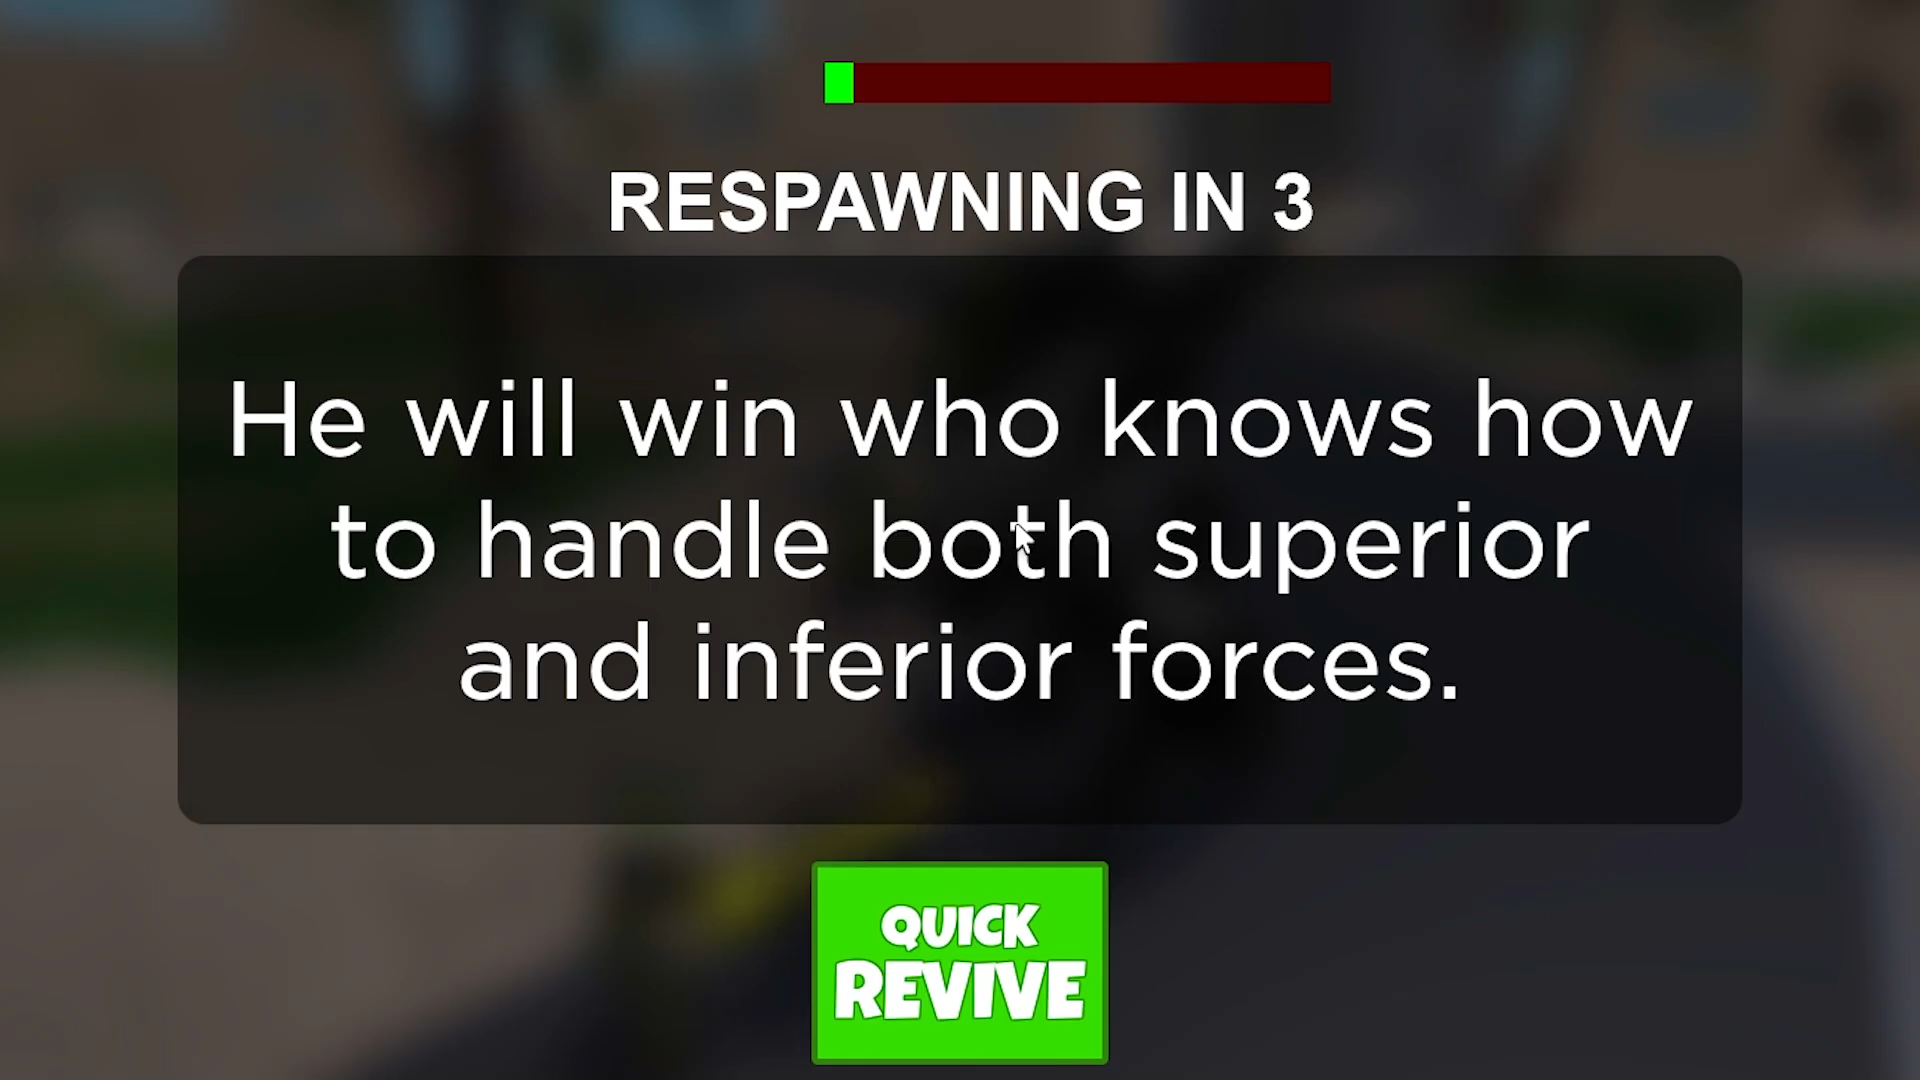 RESPAWNING IN 3
He will win who knows how
to handle both superior
and inferior forces.
QUICK
REVIVE